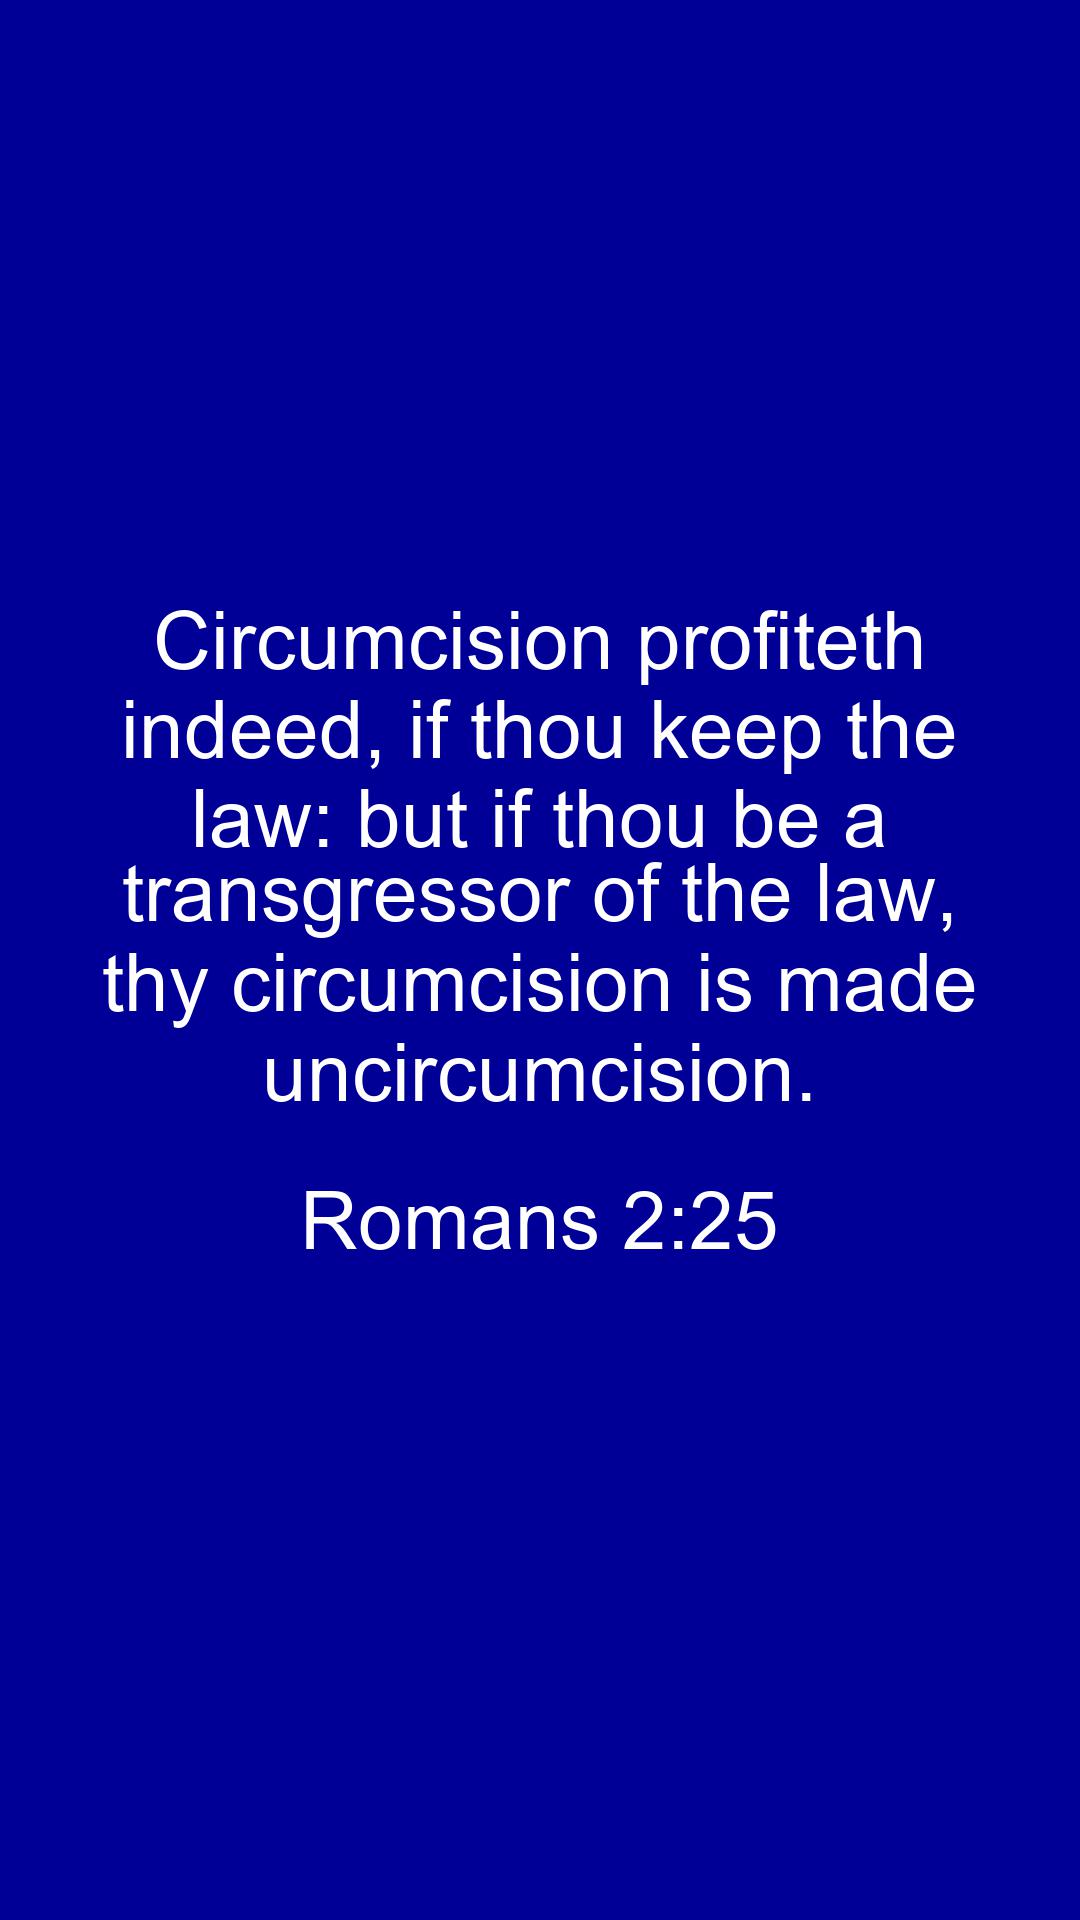 Circumcision profiteth
indeed, if thou keep the
law: but if thou be a
transgressor of the law,
thy circumcision is made
uncircumcision.
Romans 2:25